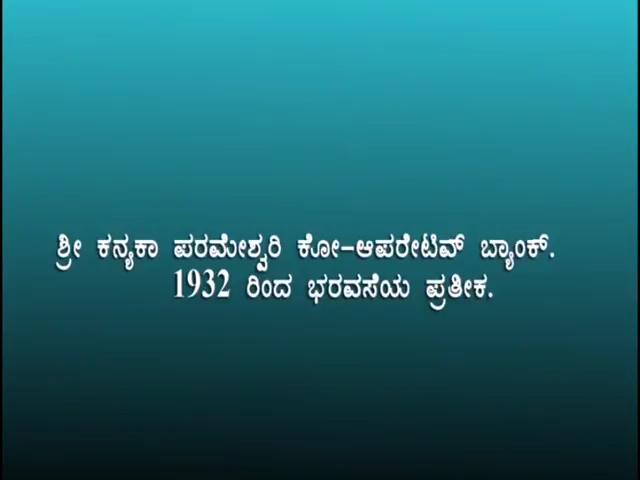 ಶ್ರೀ ಕನ್ಯಕಾ ಪರಮೇಶ್ವರಿ ಕೋ-ಆಪರೇಟಿವ್ ಬ್ಯಾಂಕ್.
1932 ರಿಂದ ಭರವಸೆಯ ಪ್ರತೀಕ.